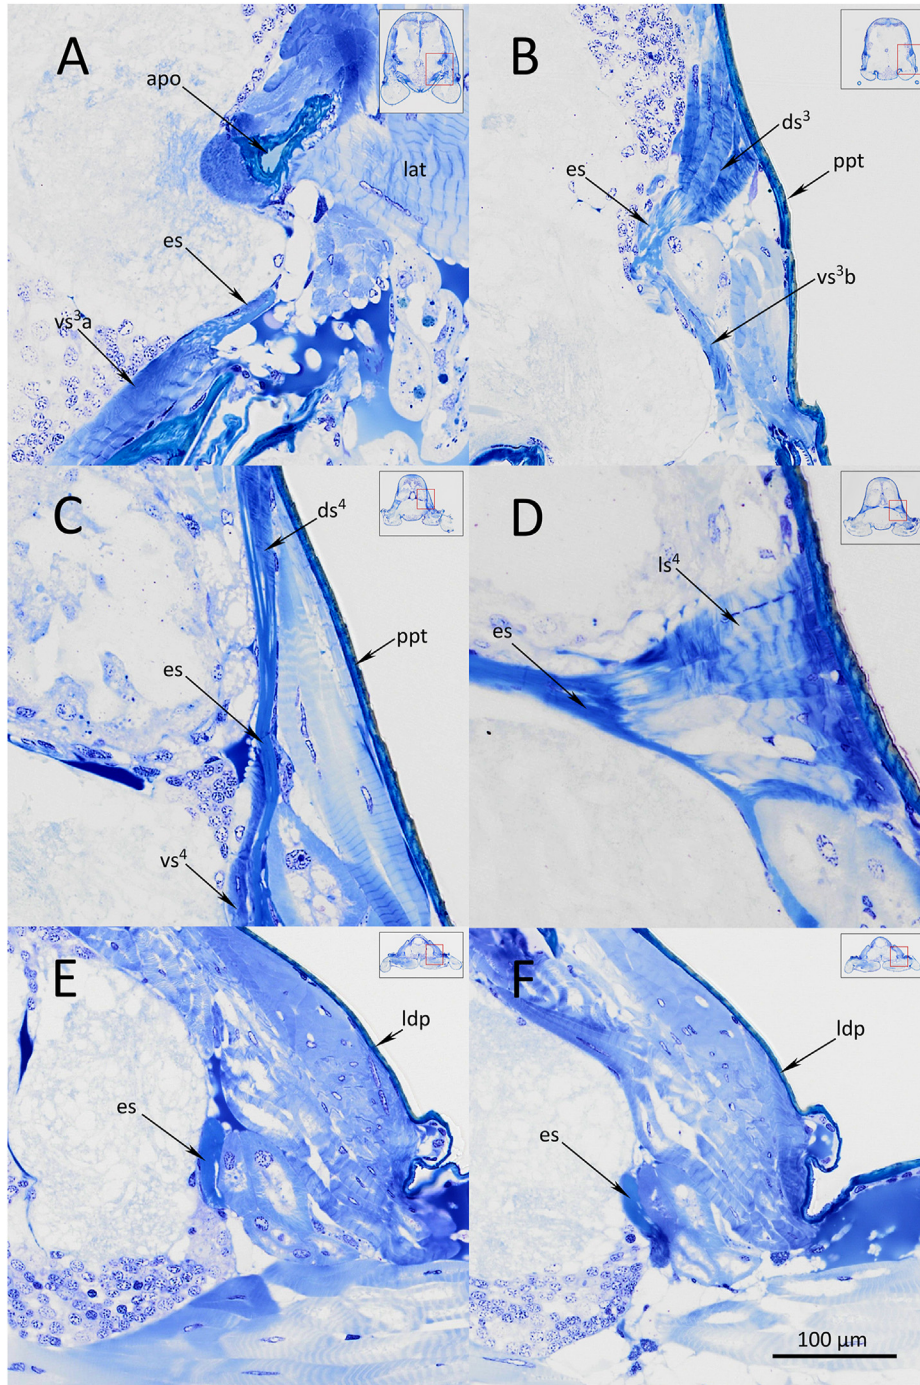 A
apo
lat
es
vs³a
B
ds³
ppt
es
vs³b
C
ds⁴
ppt
es
vs⁴
D
ls⁴
es
E
ldp
es
F
ldp
es
100 µm